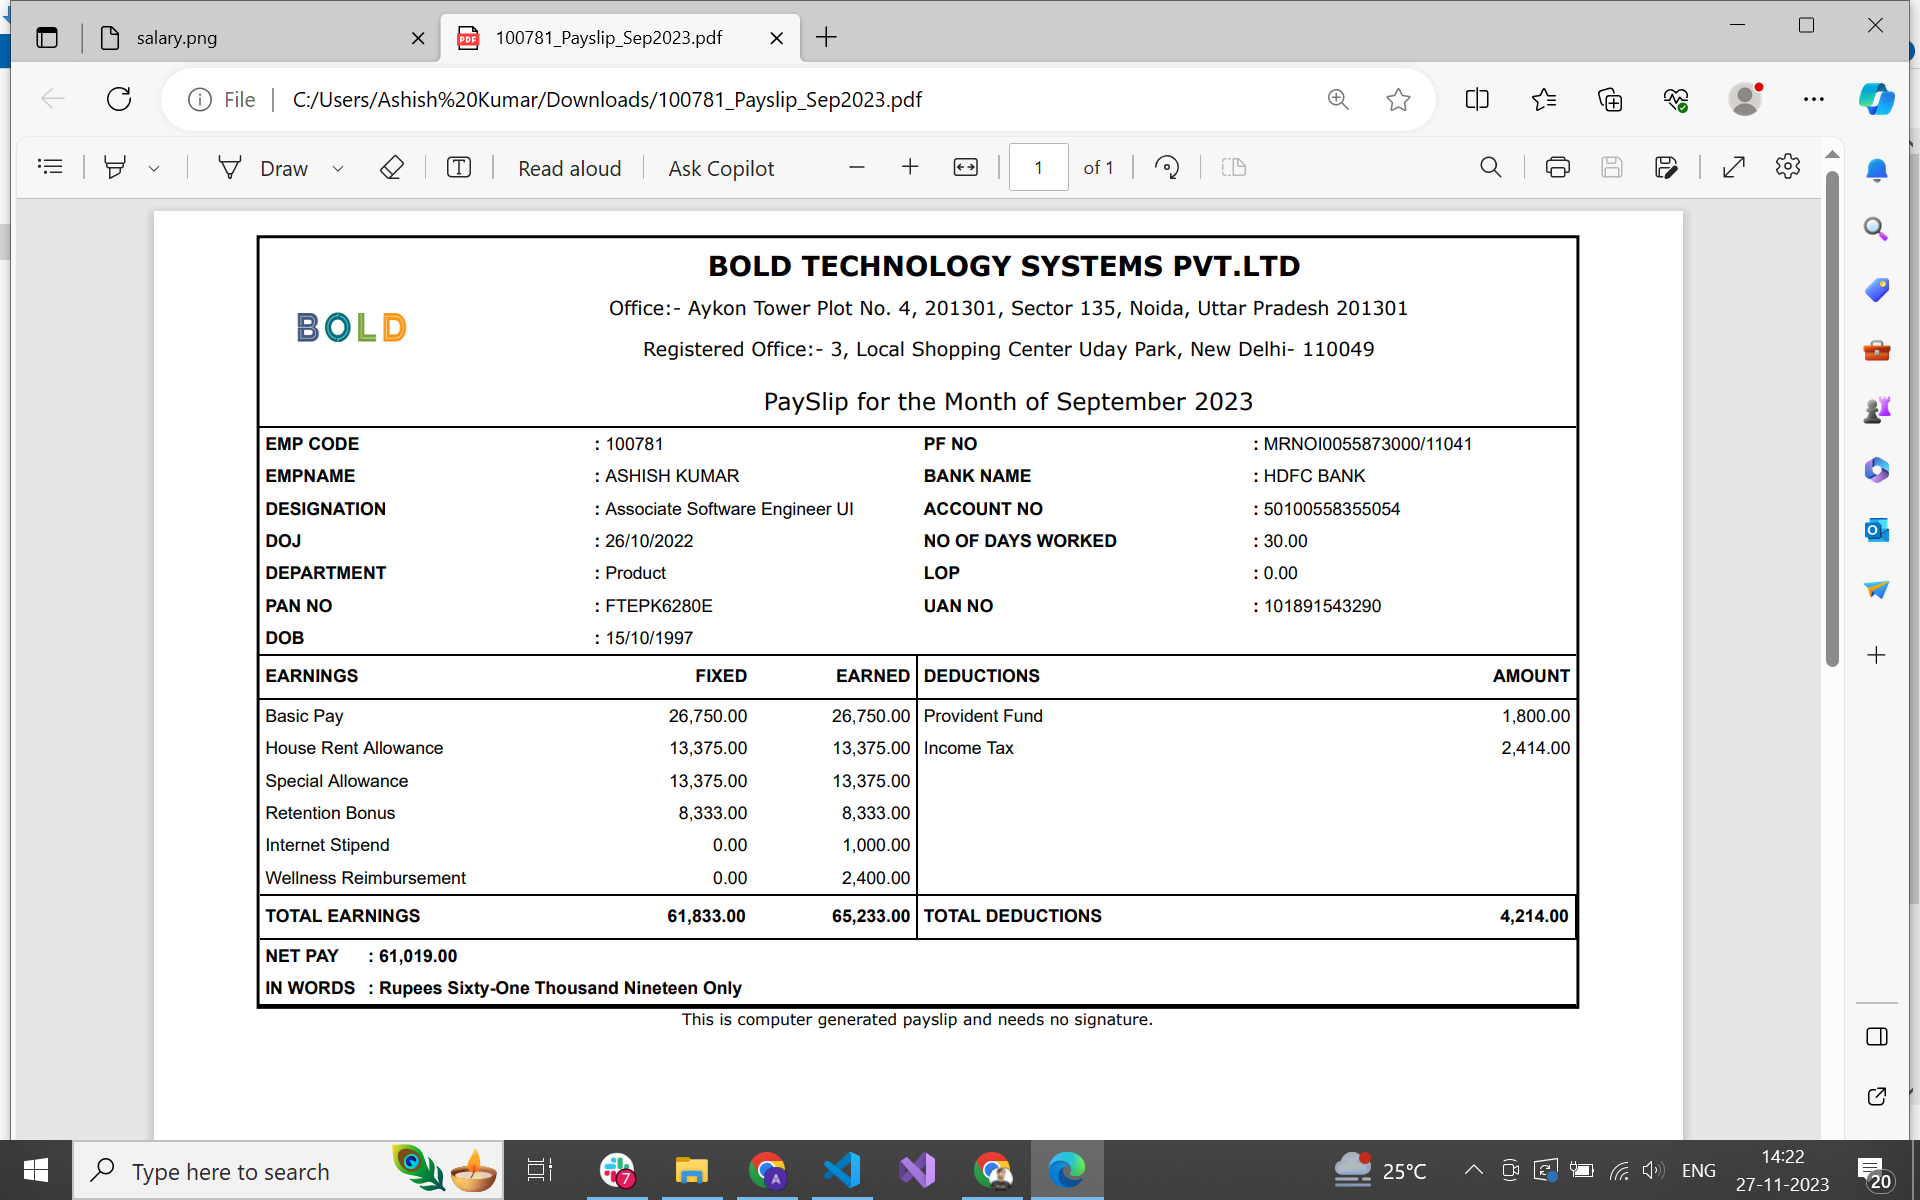 salary.png
100781_Payslip_Sep2023.pdf
File
C:/Users/Ashish%20Kumar/Downloads/100781_Payslip_Sep2023.pdf
Draw
Read aloud
Ask Copilot
1 of 1
BOLD TECHNOLOGY SYSTEMS PVT.LTD
Office:- Aykon Tower Plot No. 4, 201301, Sector 135, Noida, Uttar Pradesh 201301
BOLD
Registered Office:- 3, Local Shopping Center Uday Park, New Delhi- 110049
PaySlip for the Month of September 2023
EMP CODE : 100781 PF NO : MRNOI0055873000/11041
EMPNAME : ASHISH KUMAR BANK NAME : HDFC BANK
DESIGNATION : Associate Software Engineer UI ACCOUNT NO : 50100558355054
DOJ : 26/10/2022 NO OF DAYS WORKED : 30.00
DEPARTMENT : Product LOP : 0.00
PAN NO : FTEPK6280E UAN NO : 101891543290
DOB : 15/10/1997
EARNINGS FIXED EARNED DEDUCTIONS AMOUNT
Basic Pay 26,750.00 26,750.00 Provident Fund 1,800.00
House Rent Allowance 13,375.00 13,375.00 Income Tax 2,414.00
Special Allowance 13,375.00 13,375.00
Retention Bonus 8,333.00 8,333.00
Internet Stipend 0.00 1,000.00
Wellness Reimbursement 0.00 2,400.00
TOTAL EARNINGS 61,833.00 65,233.00 TOTAL DEDUCTIONS 4,214.00
NET PAY : 61,019.00
IN WORDS : Rupees Sixty-One Thousand Nineteen Only
This is computer generated payslip and needs no signature.
Type here to search
7
A
25°C
ENG
14:22
27-11-2023
20